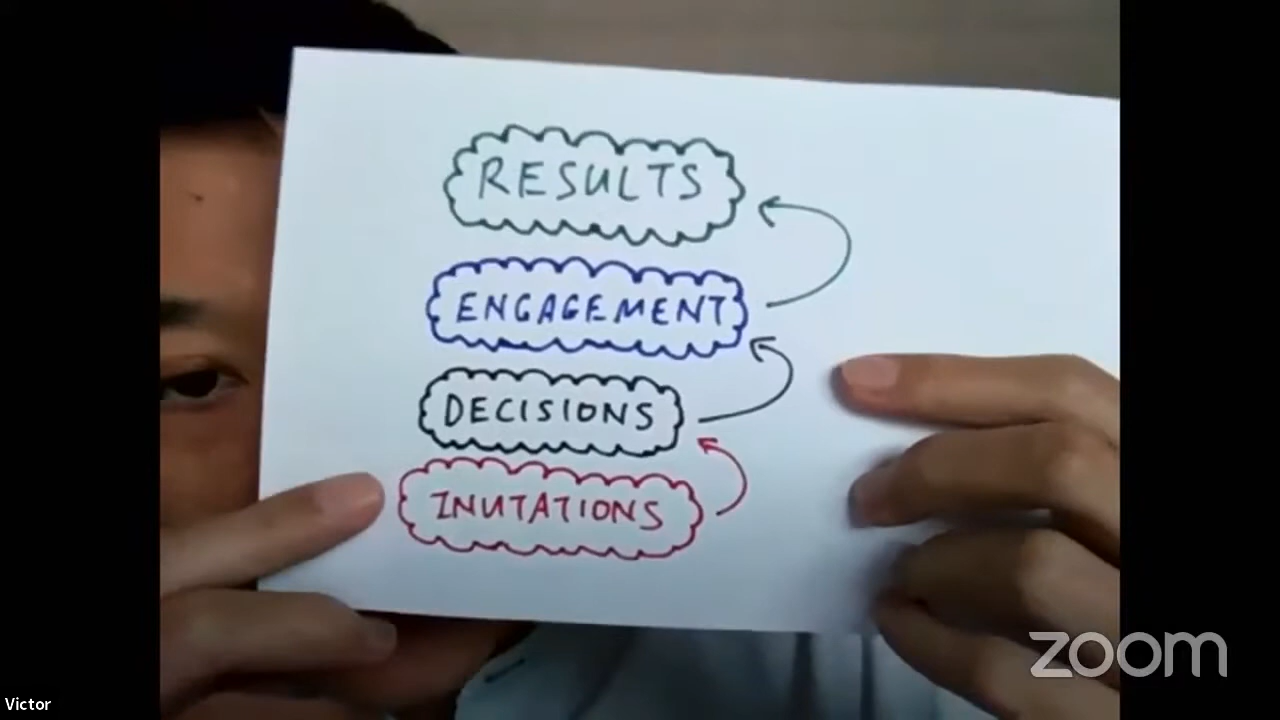 RESULTS
ENGAGEMENT
DECISIONS
INUTATIONS
zoom
Victor